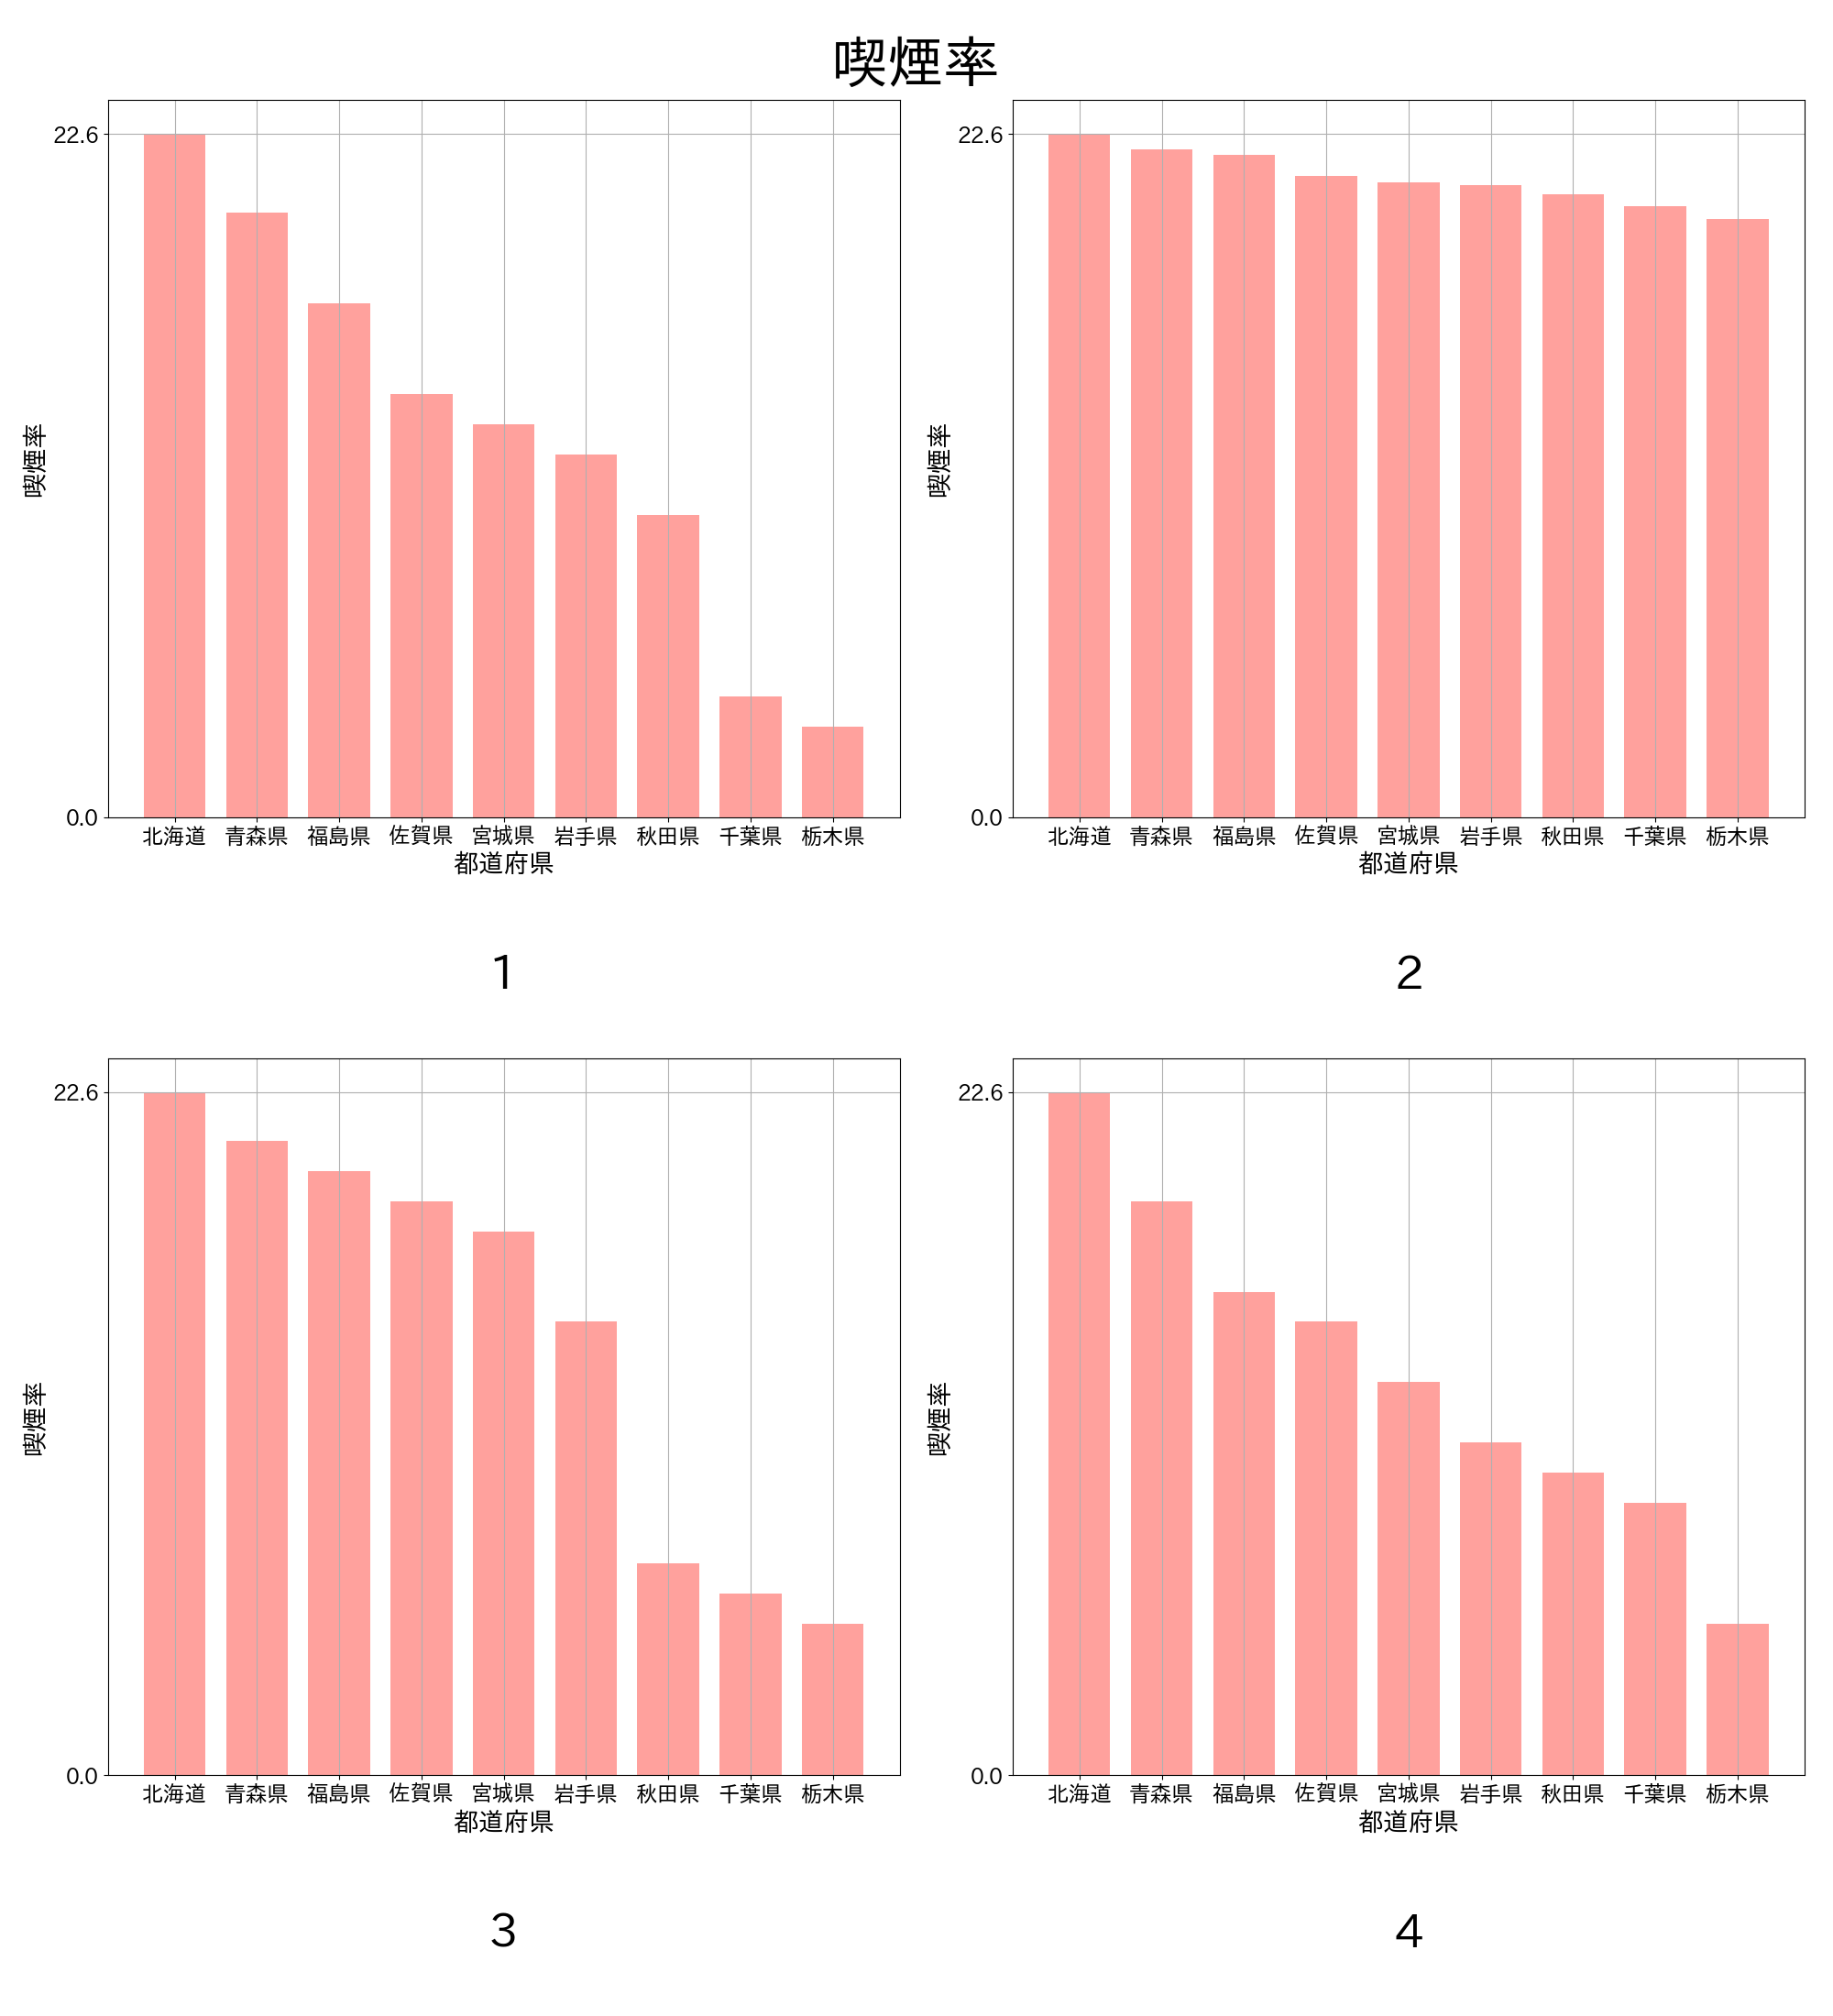 喫煙率
22.6
0.0
喫煙率
北海道 青森県 福島県 佐賀県 宮城県 岩手県 秋田県 千葉県 栃木県
都道府県
1
22.6
0.0
喫煙率
北海道 青森県 福島県 佐賀県 宮城県 岩手県 秋田県 千葉県 栃木県
都道府県
2
22.6
0.0
喫煙率
北海道 青森県 福島県 佐賀県 宮城県 岩手県 秋田県 千葉県 栃木県
都道府県
3
22.6
0.0
喫煙率
北海道 青森県 福島県 佐賀県 宮城県 岩手県 秋田県 千葉県 栃木県
都道府県
4